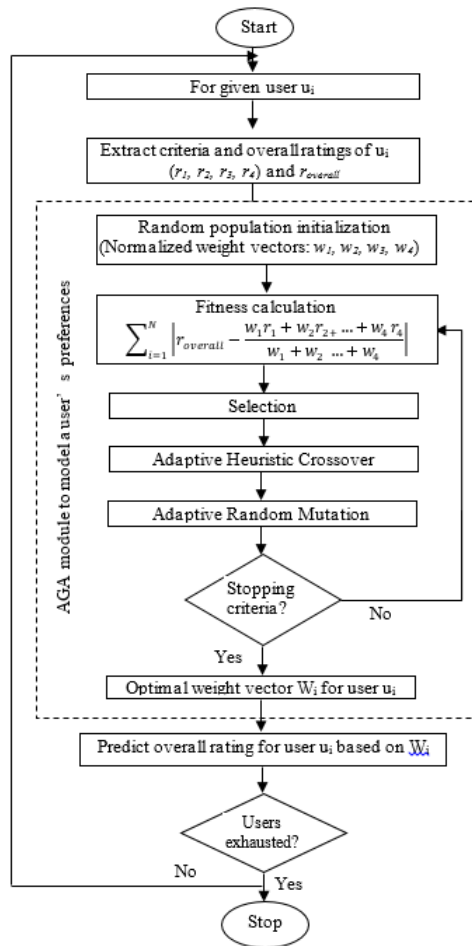 Start
For given user uᵢ
Extract criteria and overall ratings of uᵢ
(r₁, r₂, r₃, r₄) and r_overall
Random population initialization
(Normalized weight vectors: w₁, w₂, w₃, w₄)
Fitness calculation
∑ᵢ₌₁ᴺ |r_overall − (w₁r₁ + w₂r₂₊ … + w₄ r₄)/(w₁ + w₂ … + w₄)|
Selection
Adaptive Heuristic Crossover
Adaptive Random Mutation
Stopping
criteria?
No
Yes
Optimal weight vector Wᵢ for user uᵢ
AGA module to model a user' s preferences
Predict overall rating for user uᵢ based on Wᵢ
Users
exhausted?
No
Yes
Stop